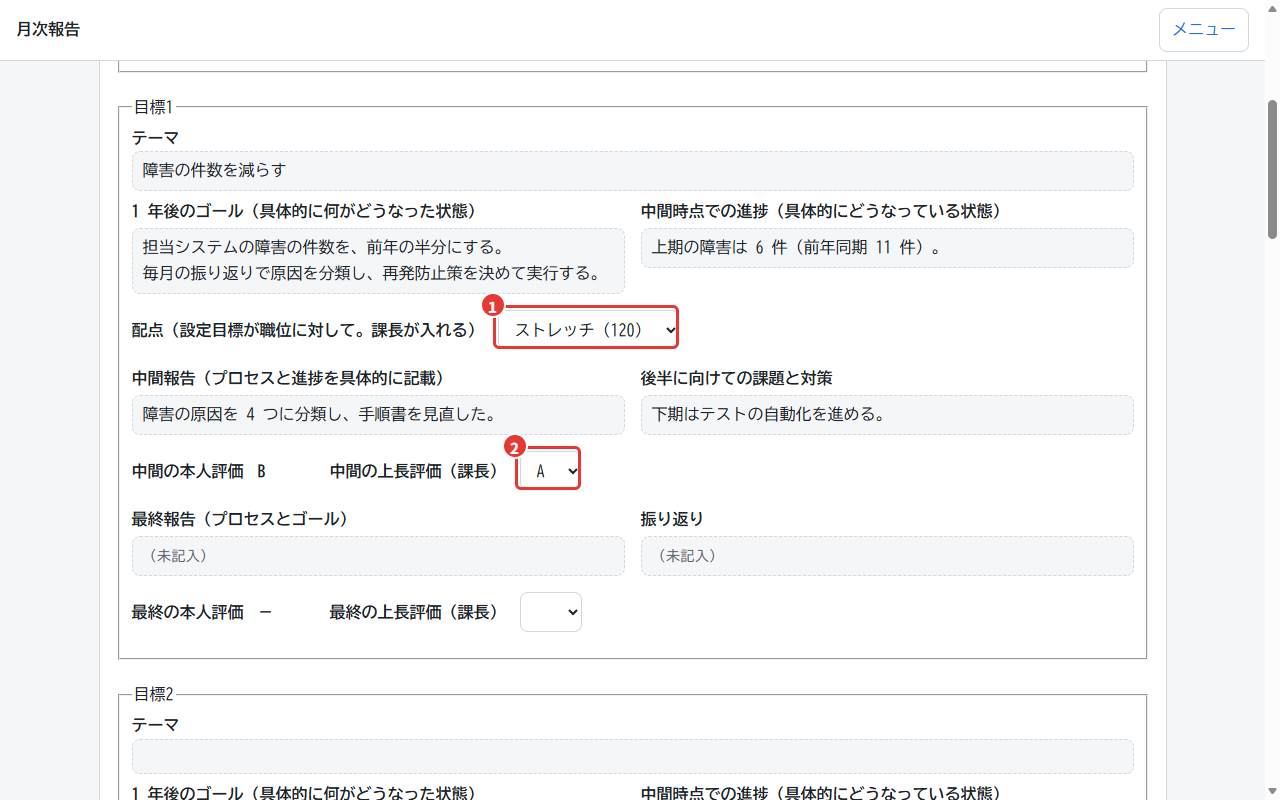 月次報告
メニュー
目標1
テーマ
障害の件数を減らす
1 年後のゴール（具体的に何がどうなった状態）
中間時点での進捗（具体的にどうなっている状態）
担当システムの障害の件数を、前年の半分にする。
毎月の振り返りで原因を分類し、再発防止策を決めて実行する。
上期の障害は 6 件（前年同期 11 件）。
1
配点（設定目標が職位に対して。課長が入れる）
ストレッチ（120）
中間報告（プロセスと進捗を具体的に記載）
後半に向けての課題と対策
障害の原因を 4 つに分類し、手順書を見直した。
下期はテストの自動化を進める。
2
中間の本人評価 B
中間の上長評価（課長）
A
最終報告（プロセスとゴール）
振り返り
（未記入）
（未記入）
最終の本人評価 －
最終の上長評価（課長）
目標2
テーマ
1 年後のゴール（具体的に何がどうなった状態）
中間時点での進捗（具体的にどうなっている状態）